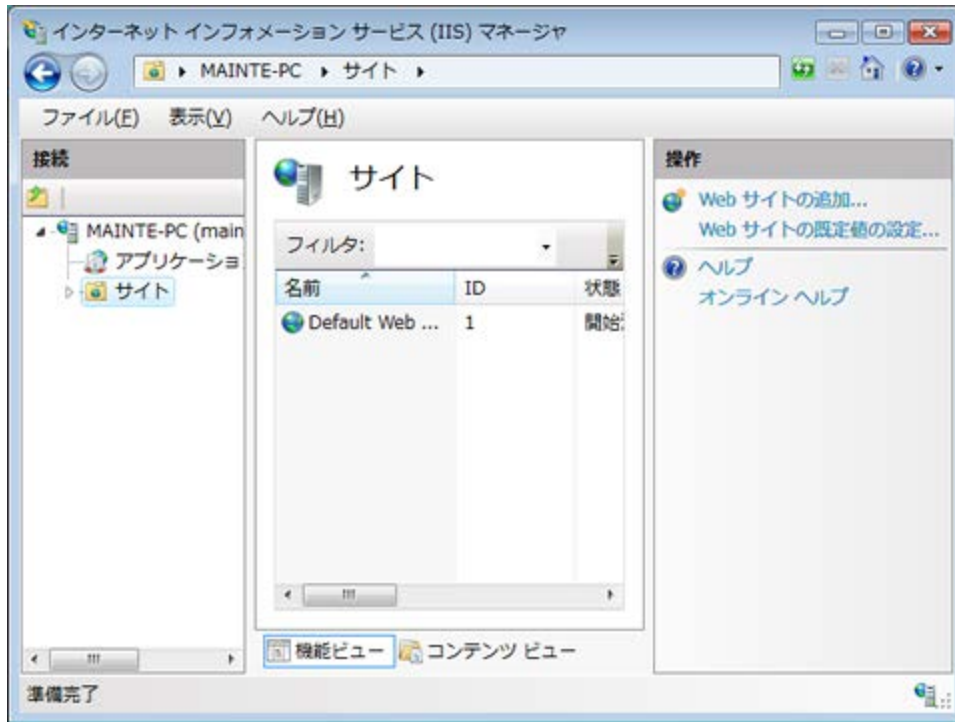 インターネット インフォメーション サービス (IIS) マネージャ
MAINTE-PC サイト
ファイル(F) 表示(V) ヘルプ(H)
接続
MAINTE-PC (main
アプリケーショ
サイト
サイト
フィルタ:
名前 ID 状態
Default Web ... 1 開始
機能ビュー コンテンツ ビュー
操作
Web サイトの追加...
Web サイトの既定値の設定...
ヘルプ
オンライン ヘルプ
準備完了